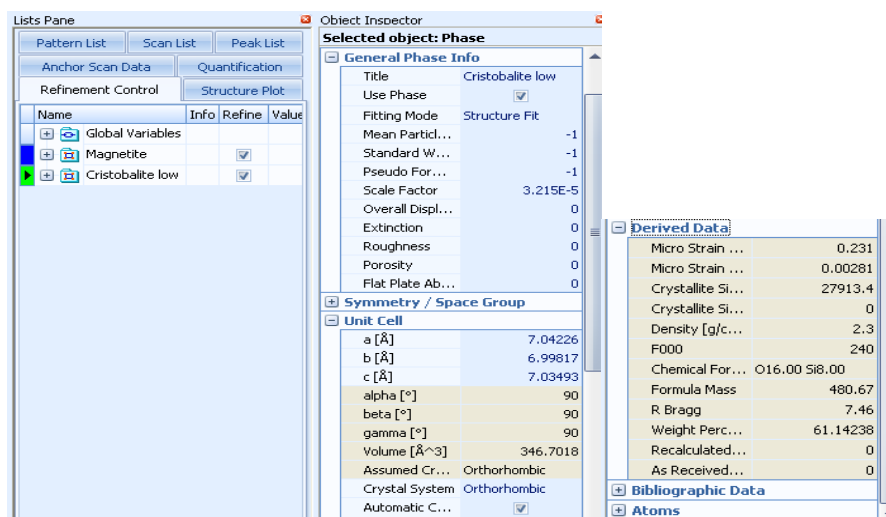 Lists Pane
Pattern List Scan List Peak List
Anchor Scan Data Quantification
Refinement Control Structure Plot
Name Info Refine Value
Global Variables
Magnetite
Cristobalite low
Object Inspector
Selected object: Phase
General Phase Info
Title Cristobalite low
Use Phase
Fitting Mode Structure Fit
Mean Particl... -1
Standard W... -1
Pseudo For... -1
Scale Factor 3.215E-5
Overall Displ... 0
Extinction 0
Roughness 0
Porosity 0
Flat Plate Ab... 0
Symmetry / Space Group
Unit Cell
a [Å] 7.04226
b [Å] 6.99817
c [Å] 7.03493
alpha [°] 90
beta [°] 90
gamma [°] 90
Volume [Å^3] 346.7018
Assumed Cr... Orthorhombic
Crystal System Orthorhombic
Automatic C...
Derived Data
Micro Strain ... 0.231
Micro Strain ... 0.00281
Crystallite Si... 27913.4
Crystallite Si... 0
Density [g/c... 2.3
F000 240
Chemical For... O16.00 Si8.00
Formula Mass 480.67
R Bragg 7.46
Weight Perc... 61.14238
Recalculated... 0
As Received... 0
Bibliographic Data
Atoms